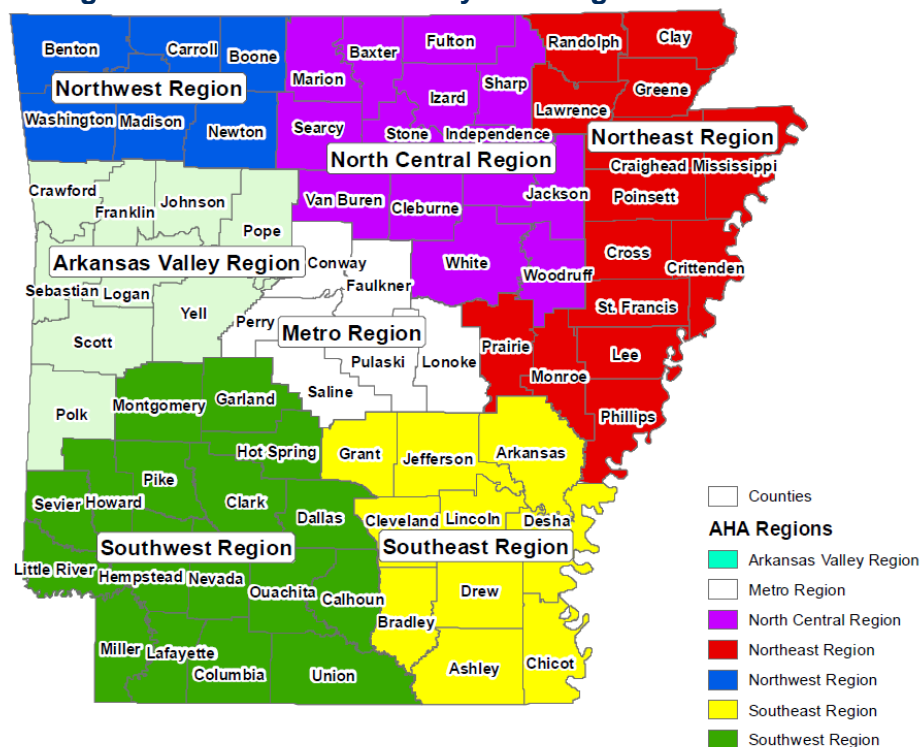 Benton
Carroll
Boone
Northwest Region
Washington
Madison
Newton
Marion
Baxter
Fulton
Sharp
Izard
Searcy
Stone
Independence
North Central Region
Van Buren
Cleburne
Jackson
White
Woodruff
Randolph
Clay
Greene
Lawrence
Northeast Region
Craighead
Mississippi
Poinsett
Cross
Crittenden
St. Francis
Prairie
Lee
Monroe
Phillips
Crawford
Franklin
Johnson
Pope
Arkansas Valley Region
Sebastian
Logan
Yell
Scott
Polk
Conway
Faulkner
Perry
Metro Region
Pulaski
Lonoke
Saline
Montgomery
Garland
Hot Spring
Pike
Sevier
Howard
Clark
Dallas
Southwest Region
Little River
Hempstead
Nevada
Ouachita
Calhoun
Miller
Lafayette
Columbia
Union
Grant
Jefferson
Arkansas
Cleveland
Lincoln
Desha
Southeast Region
Drew
Bradley
Ashley
Chicot
Counties
AHA Regions
Arkansas Valley Region
Metro Region
North Central Region
Northeast Region
Northwest Region
Southeast Region
Southwest Region